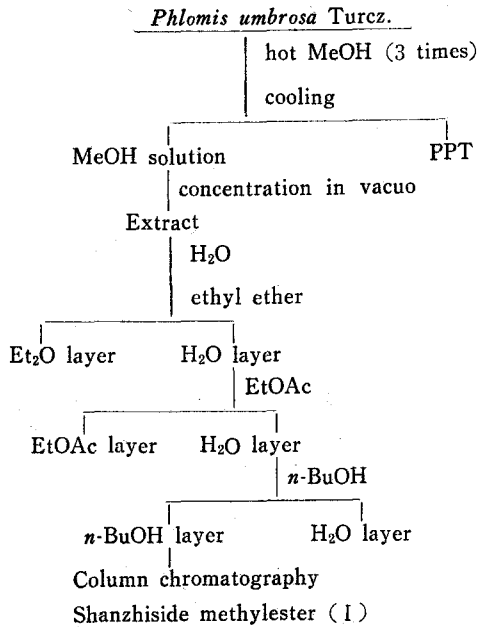 Phlomis umbrosa Turcz.
hot MeOH (3 times)
cooling
MeOH solution PPT
concentration in vacuo
Extract
H₂O
ethyl ether
Et₂O layer H₂O layer
EtOAc
EtOAc layer H₂O layer
n-BuOH
n-BuOH layer H₂O layer
Column chromatography
Shanzhiside methylester (I)